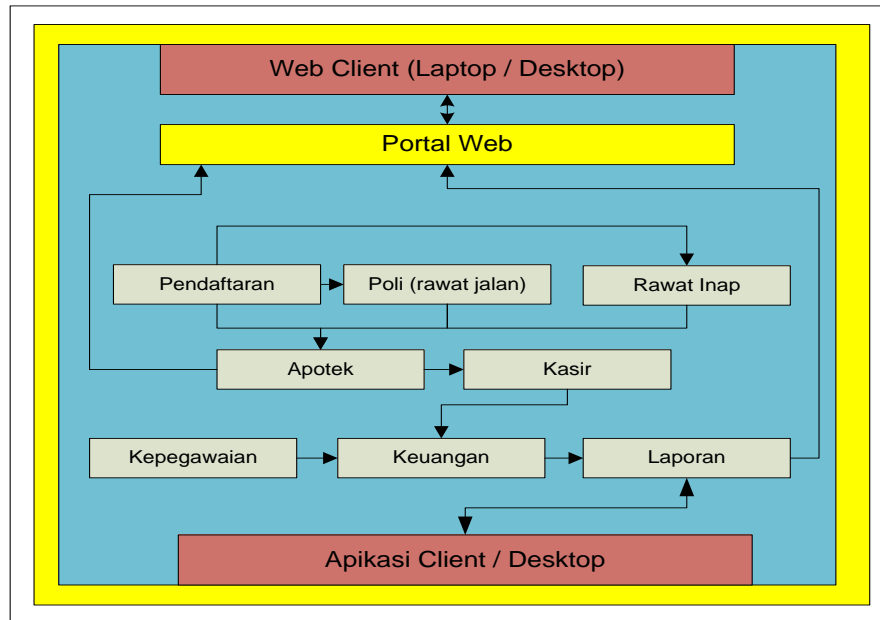 Web Client (Laptop / Desktop)
Portal Web
Pendaftaran
Poli (rawat jalan)
Rawat Inap
Apotek
Kasir
Kepegawaian
Keuangan
Laporan
Apikasi Client / Desktop